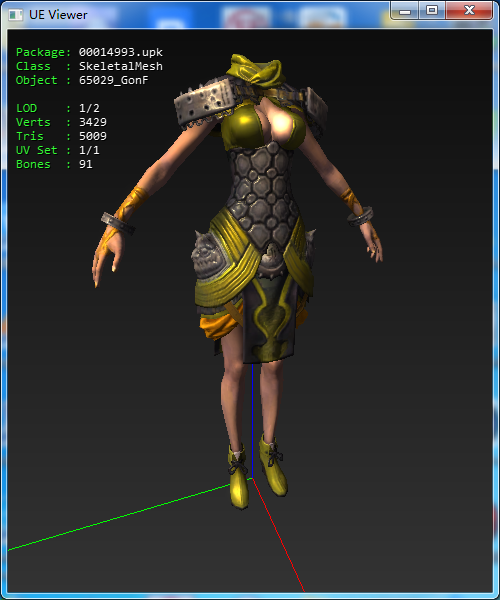 UE Viewer
Package: 00014993.upk
Class : SkeletalMesh
Object : 65029_GonF
LOD : 1/2
Verts : 3429
Tris : 5009
UV Set : 1/1
Bones : 91